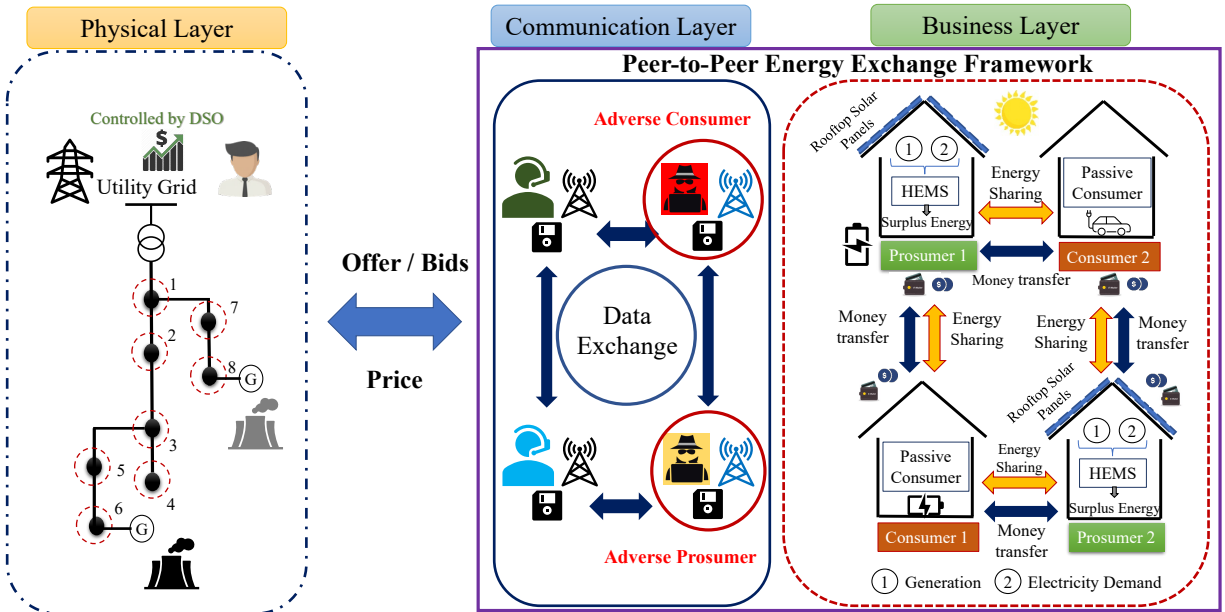 Physical Layer
Communication Layer
Business Layer
Peer-to-Peer Energy Exchange Framework
Controlled by DSO
$
Utility Grid
1
7
2
8
G
3
5
4
6
G
Offer / Bids
Price
Adverse Consumer
Data
Exchange
Adverse Prosumer
Rooftop Solar
Panels
1
2
HEMS
Surplus Energy
Prosumer 1
Energy
Sharing
Money transfer
Passive
Consumer
Consumer 2
$
$
Money
transfer
Energy
Sharing
Energy
Sharing
Money
transfer
$
$
Passive
Consumer
Consumer 1
Energy
Sharing
Money
transfer
Rooftop Solar
Panels
1
2
HEMS
Surplus Energy
Prosumer 2
1 Generation
2 Electricity Demand